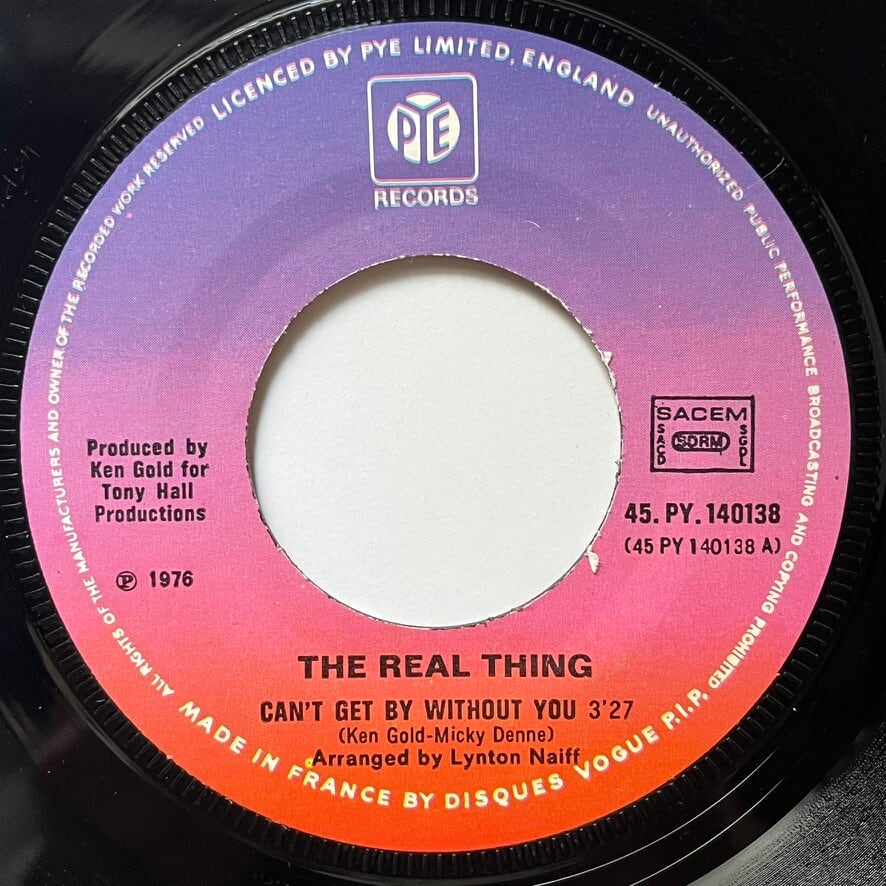 LICENCED BY PYE LIMITED, ENGLAND
UNAUTHORIZED PUBLIC PERFORMANCE BROADCASTING AND COPYING PROHIBITED
ALL RIGHTS OF THE MANUFACTURERS AND OWNER OF THE RECORDED WORK RESERVED
PYE
RECORDS
Produced by
Ken Gold for
Tony Hall
Productions
℗ 1976
SACEM
SACD
SDRM
SGDL
45. PY. 140138
(45 PY 140138 A)
THE REAL THING
CAN'T GET BY WITHOUT YOU 3'27
(Ken Gold-Micky Denne)
Arranged by Lynton Naiff
MADE IN FRANCE BY DISQUES VOGUE P.I.P.